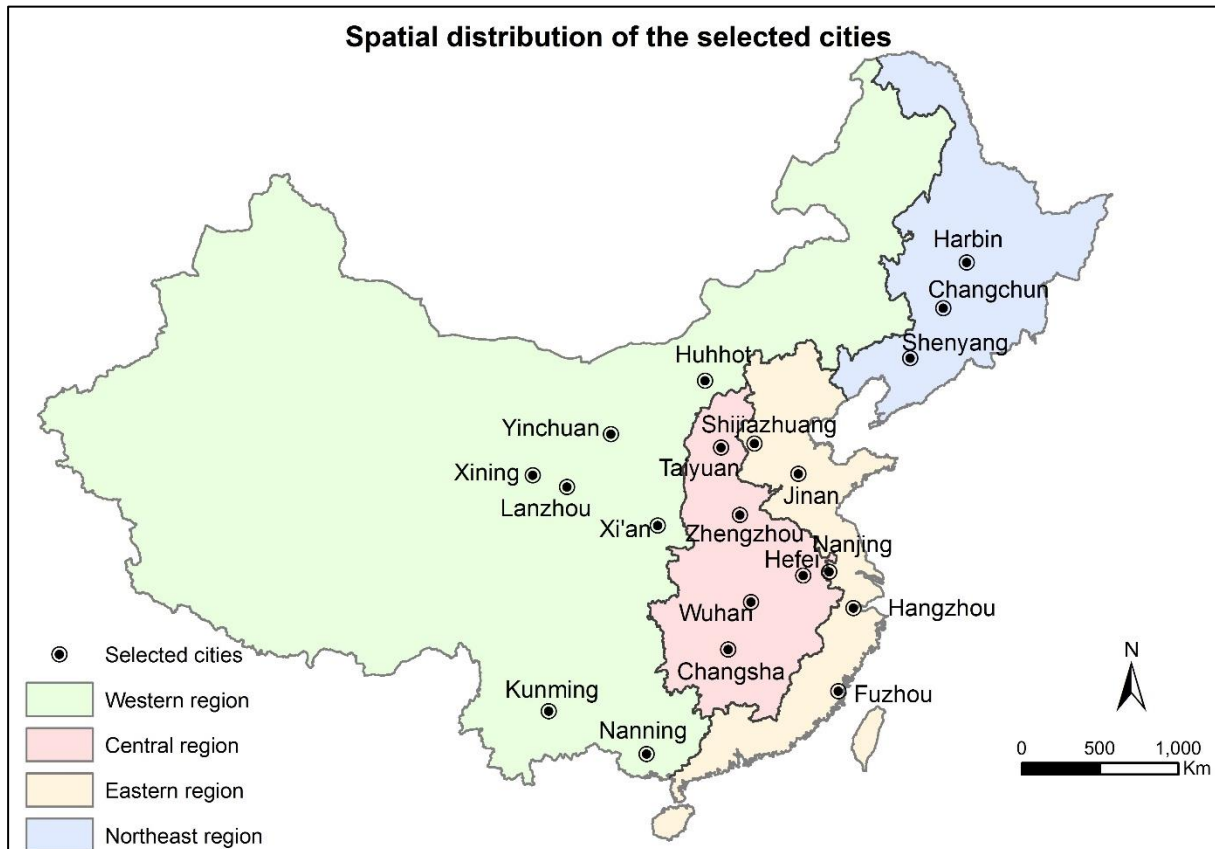 Spatial distribution of the selected cities
Harbin
Changchun
Shenyang
Huhhot
Yinchuan
Shijiazhuang
Xining
Taiyuan
Jinan
Lanzhou
Xi'an
Zhengzhou
Nanjing
Hefei
Wuhan
Hangzhou
Changsha
Kunming
Fuzhou
Nanning
Selected cities
Western region
Central region
Eastern region
Northeast region
N
0 500 1,000
Km